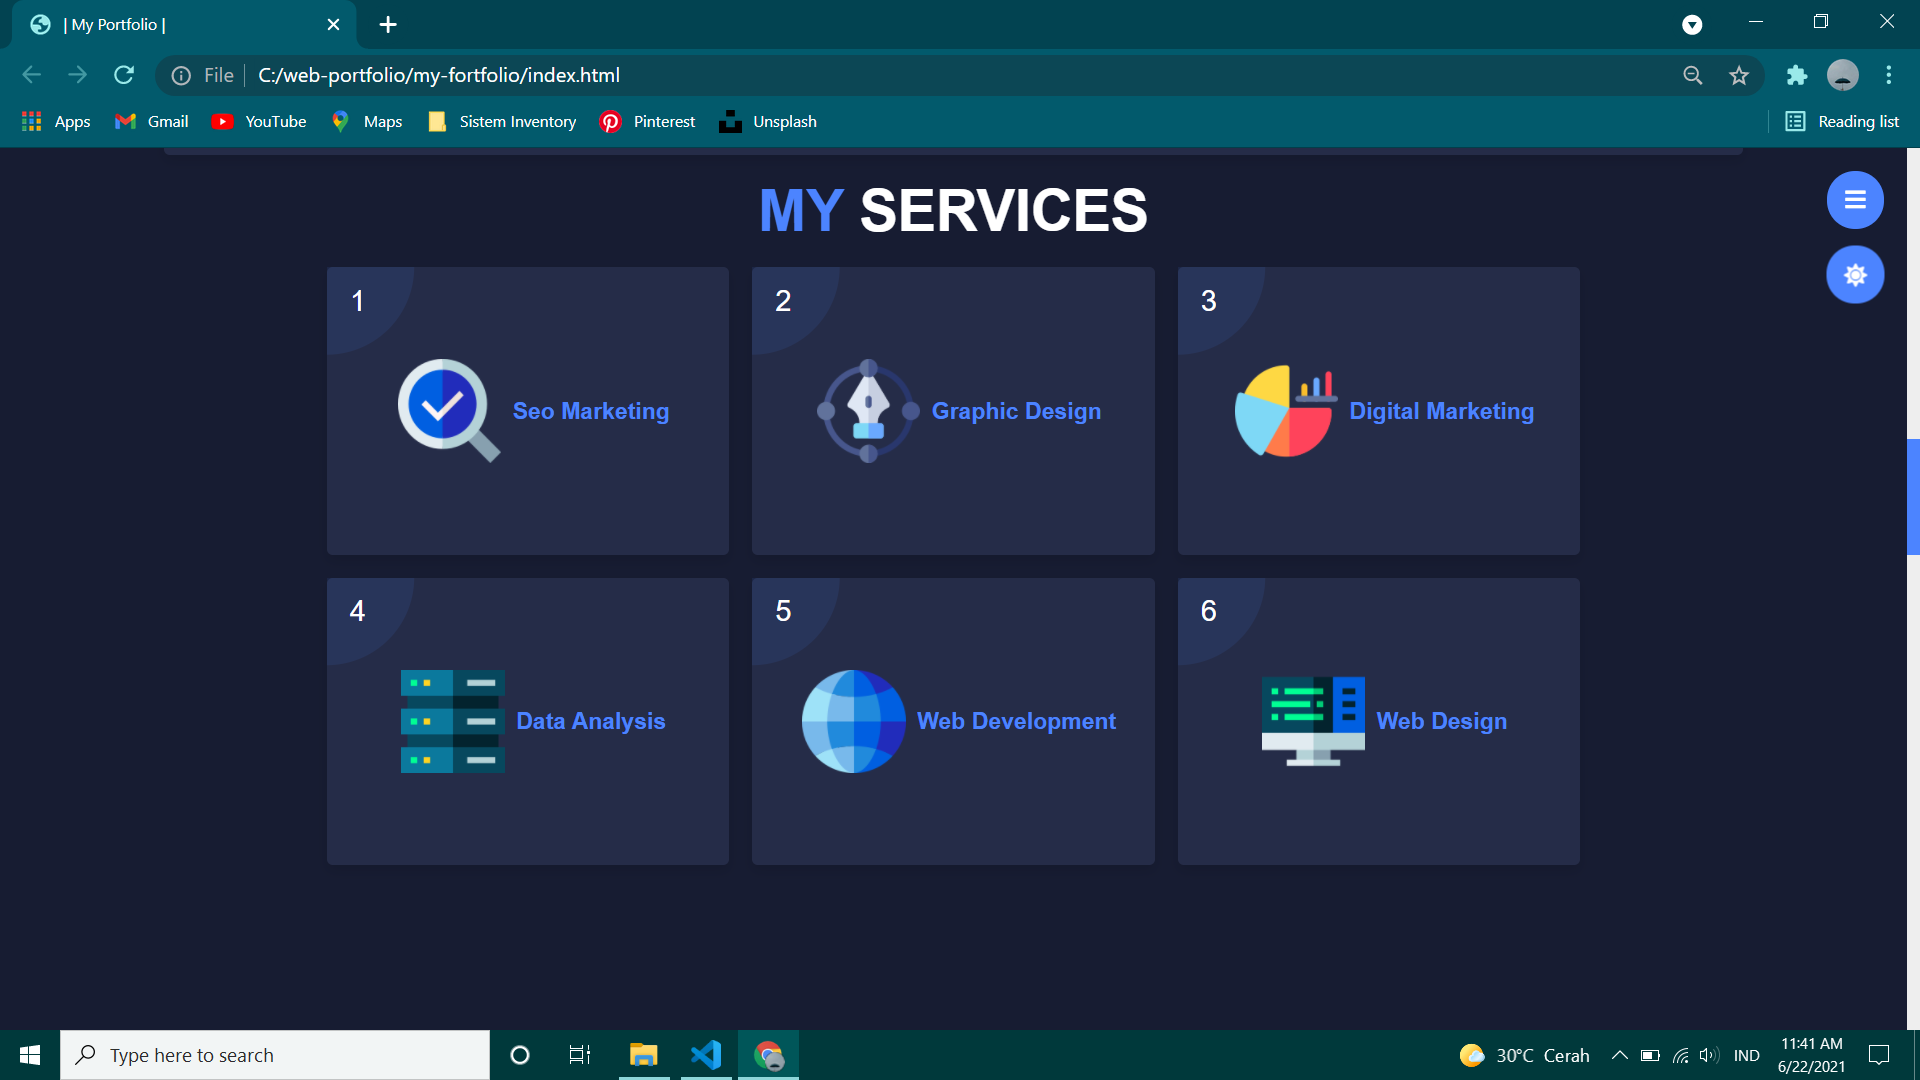 | My Portfolio |
File
C:/web-portfolio/my-fortfolio/index.html
Apps
Gmail
YouTube
Maps
Sistem Inventory
Pinterest
Unsplash
Reading list
MY SERVICES
1
Seo Marketing
2
Graphic Design
3
Digital Marketing
4
Data Analysis
5
Web Development
6
Web Design
Type here to search
30°C Cerah
IND
11:41 AM
6/22/2021